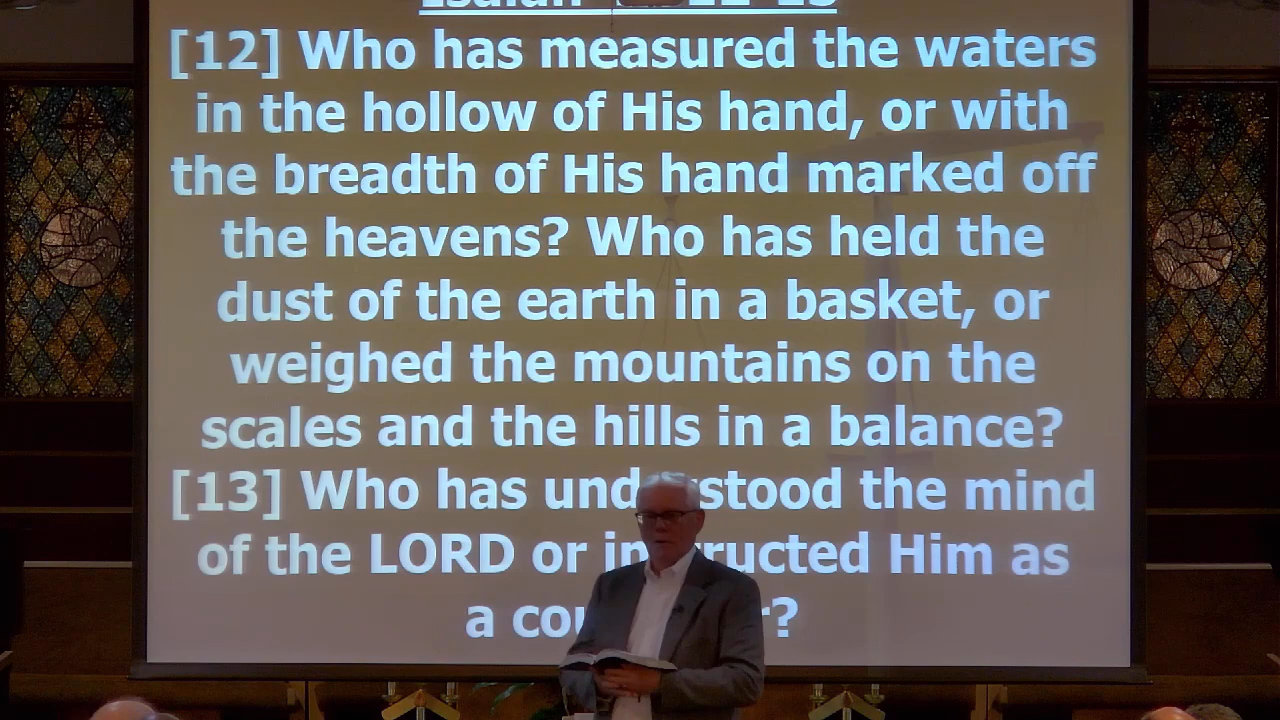 Isaiah
[12] Who has measured the waters
in the hollow of His hand, or with
the breadth of His hand marked off
the heavens? Who has held the
dust of the earth in a basket, or
weighed the mountains on the
scales and the hills in a balance?
[13] Who has stood the mind
of the LORD or Him as
a